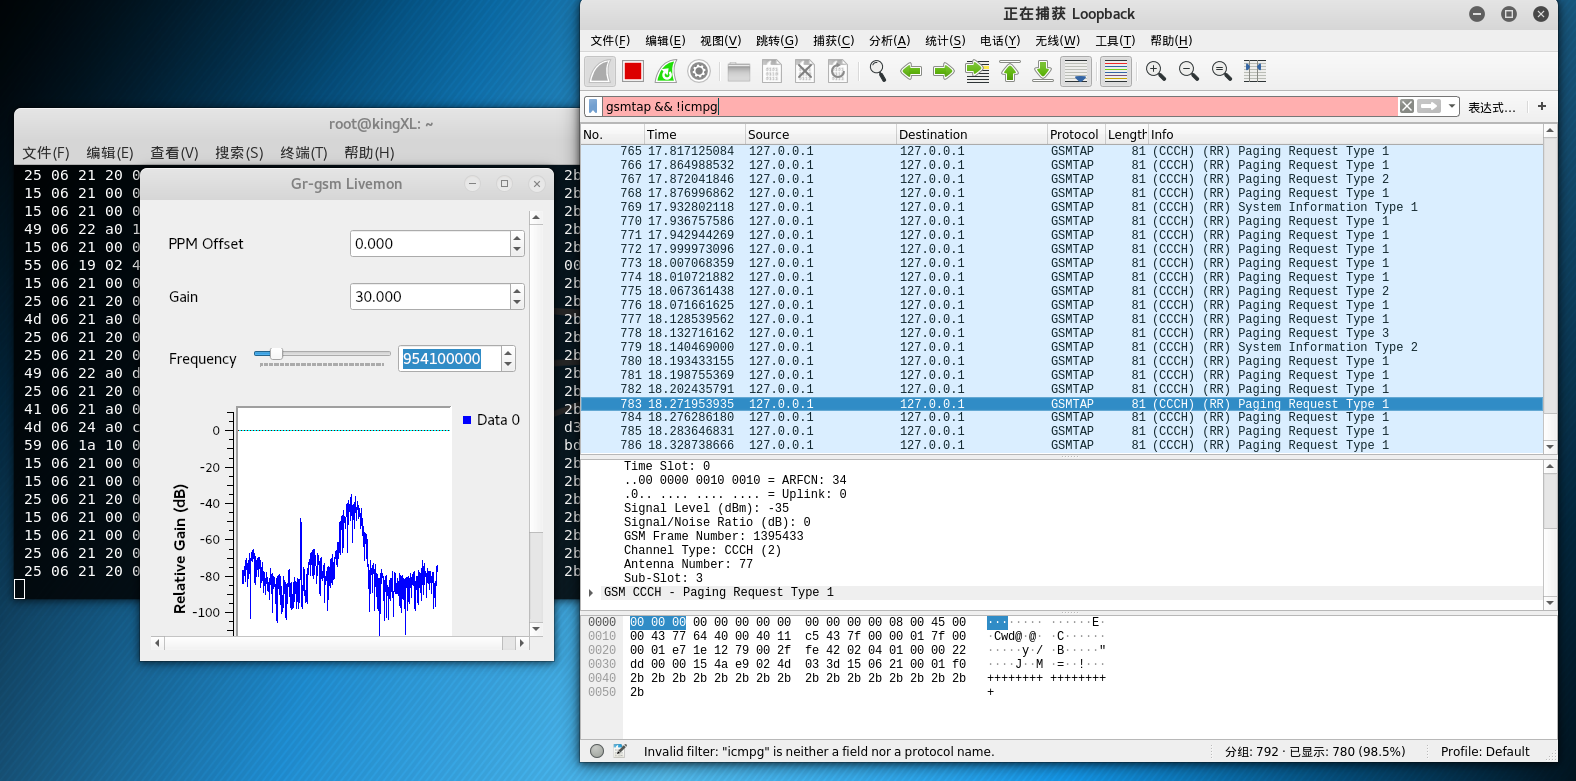 正在捕获 Loopback
文件(F) 编辑(E) 视图(V) 跳转(G) 捕获(C) 分析(A) 统计(S) 电话(Y) 无线(W) 工具(T) 帮助(H)
gsmtap && !icmpg
表达式… +
No. Time Source Destination Protocol Length Info
765 17.817125084 127.0.0.1 127.0.0.1 GSMTAP 81 (CCCH) (RR) Paging Request Type 1
766 17.864988532 127.0.0.1 127.0.0.1 GSMTAP 81 (CCCH) (RR) Paging Request Type 1
767 17.872041846 127.0.0.1 127.0.0.1 GSMTAP 81 (CCCH) (RR) Paging Request Type 2
768 17.876996862 127.0.0.1 127.0.0.1 GSMTAP 81 (CCCH) (RR) Paging Request Type 1
769 17.932802118 127.0.0.1 127.0.0.1 GSMTAP 81 (CCCH) (RR) System Information Type 1
770 17.936757586 127.0.0.1 127.0.0.1 GSMTAP 81 (CCCH) (RR) Paging Request Type 1
771 17.942944269 127.0.0.1 127.0.0.1 GSMTAP 81 (CCCH) (RR) Paging Request Type 1
772 17.999973096 127.0.0.1 127.0.0.1 GSMTAP 81 (CCCH) (RR) Paging Request Type 1
773 18.007068359 127.0.0.1 127.0.0.1 GSMTAP 81 (CCCH) (RR) Paging Request Type 1
774 18.010721882 127.0.0.1 127.0.0.1 GSMTAP 81 (CCCH) (RR) Paging Request Type 1
775 18.067361438 127.0.0.1 127.0.0.1 GSMTAP 81 (CCCH) (RR) Paging Request Type 2
776 18.071661625 127.0.0.1 127.0.0.1 GSMTAP 81 (CCCH) (RR) Paging Request Type 1
777 18.128539562 127.0.0.1 127.0.0.1 GSMTAP 81 (CCCH) (RR) Paging Request Type 1
778 18.132716162 127.0.0.1 127.0.0.1 GSMTAP 81 (CCCH) (RR) Paging Request Type 3
779 18.140469000 127.0.0.1 127.0.0.1 GSMTAP 81 (CCCH) (RR) System Information Type 2
780 18.193433155 127.0.0.1 127.0.0.1 GSMTAP 81 (CCCH) (RR) Paging Request Type 1
781 18.198755369 127.0.0.1 127.0.0.1 GSMTAP 81 (CCCH) (RR) Paging Request Type 1
782 18.202435791 127.0.0.1 127.0.0.1 GSMTAP 81 (CCCH) (RR) Paging Request Type 1
783 18.271953935 127.0.0.1 127.0.0.1 GSMTAP 81 (CCCH) (RR) Paging Request Type 1
784 18.276286180 127.0.0.1 127.0.0.1 GSMTAP 81 (CCCH) (RR) Paging Request Type 1
785 18.283646831 127.0.0.1 127.0.0.1 GSMTAP 81 (CCCH) (RR) Paging Request Type 1
786 18.328738666 127.0.0.1 127.0.0.1 GSMTAP 81 (CCCH) (RR) Paging Request Type 1
Time Slot: 0
..00 0000 0010 0010 = ARFCN: 34
.0.. .... .... .... = Uplink: 0
Signal Level (dBm): -35
Signal/Noise Ratio (dB): 0
GSM Frame Number: 1395433
Channel Type: CCCH (2)
Antenna Number: 77
Sub-Slot: 3
GSM CCCH - Paging Request Type 1
0000 00 00 00 00 00 00 00 00 00 00 00 00 08 00 45 00 ········ ······E·
0010 00 43 77 64 40 00 40 11 c5 43 7f 00 00 01 7f 00 ·Cwd@·@· ·C······
0020 00 01 e7 1e 12 79 00 2f fe 42 02 04 01 00 00 22 ·····y·/ ·B·····"
0030 dd 00 00 15 4a e9 02 4d 03 3d 15 06 21 00 01 f0 ····J··M ·=··!···
0040 2b 2b 2b 2b 2b 2b 2b 2b 2b 2b 2b 2b 2b 2b 2b 2b ++++++++ ++++++++
0050 2b +
Invalid filter: "icmpg" is neither a field nor a protocol name.
分组: 792 · 已显示: 780 (98.5%)
Profile: Default
root@kingXL: ~
文件(F) 编辑(E) 查看(V) 搜索(S) 终端(T) 帮助(H)
25 06 21 20 0 2b
15 06 21 00 0 2b
15 06 21 00 0 2b
49 06 22 a0 1 2b
15 06 21 00 0 2b
55 06 19 02 4 00
15 06 21 00 0 2b
25 06 21 20 0 2b
4d 06 21 a0 0 2b
25 06 21 20 0 2b
25 06 21 20 0 2b
49 06 22 a0 d 2b
25 06 21 20 0 2b
41 06 21 a0 0 2b
4d 06 24 a0 c d3
59 06 1a 10 0 bd
15 06 21 00 0 2b
15 06 21 00 0 2b
25 06 21 20 0 2b
15 06 21 00 0 2b
15 06 21 00 0 2b
25 06 21 20 0 2b
25 06 21 20 0 2b
Gr-gsm Livemon
PPM Offset 0.000
Gain 30.000
Frequency 954100000
Data 0
Relative Gain (dB)
0
-20
-40
-60
-80
-100